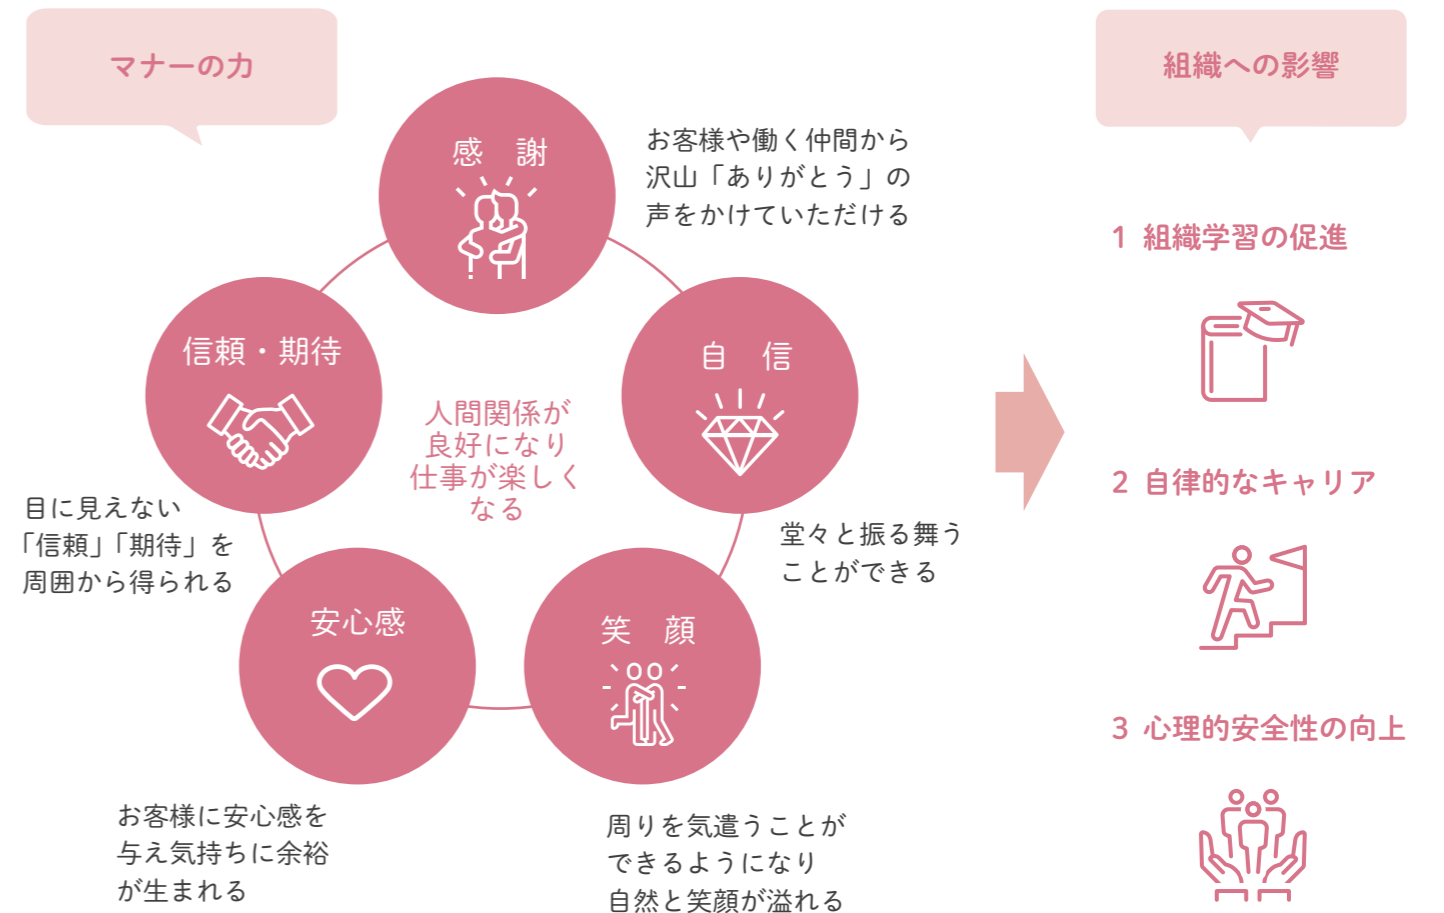 マナーの力
感　謝
お客様や働く仲間から
沢山「ありがとう」の
声をかけていただける
自　信
堂々と振る舞う
ことができる
笑　顔
周りを気遣うことが
できるようになり
自然と笑顔が溢れる
安心感
お客様に安心感を
与え気持ちに余裕
が生まれる
信頼・期待
目に見えない
「信頼」「期待」を
周囲から得られる
人間関係が
良好になり
仕事が楽しく
なる
組織への影響
1 組織学習の促進
2 自律的なキャリア
3 心理的安全性の向上